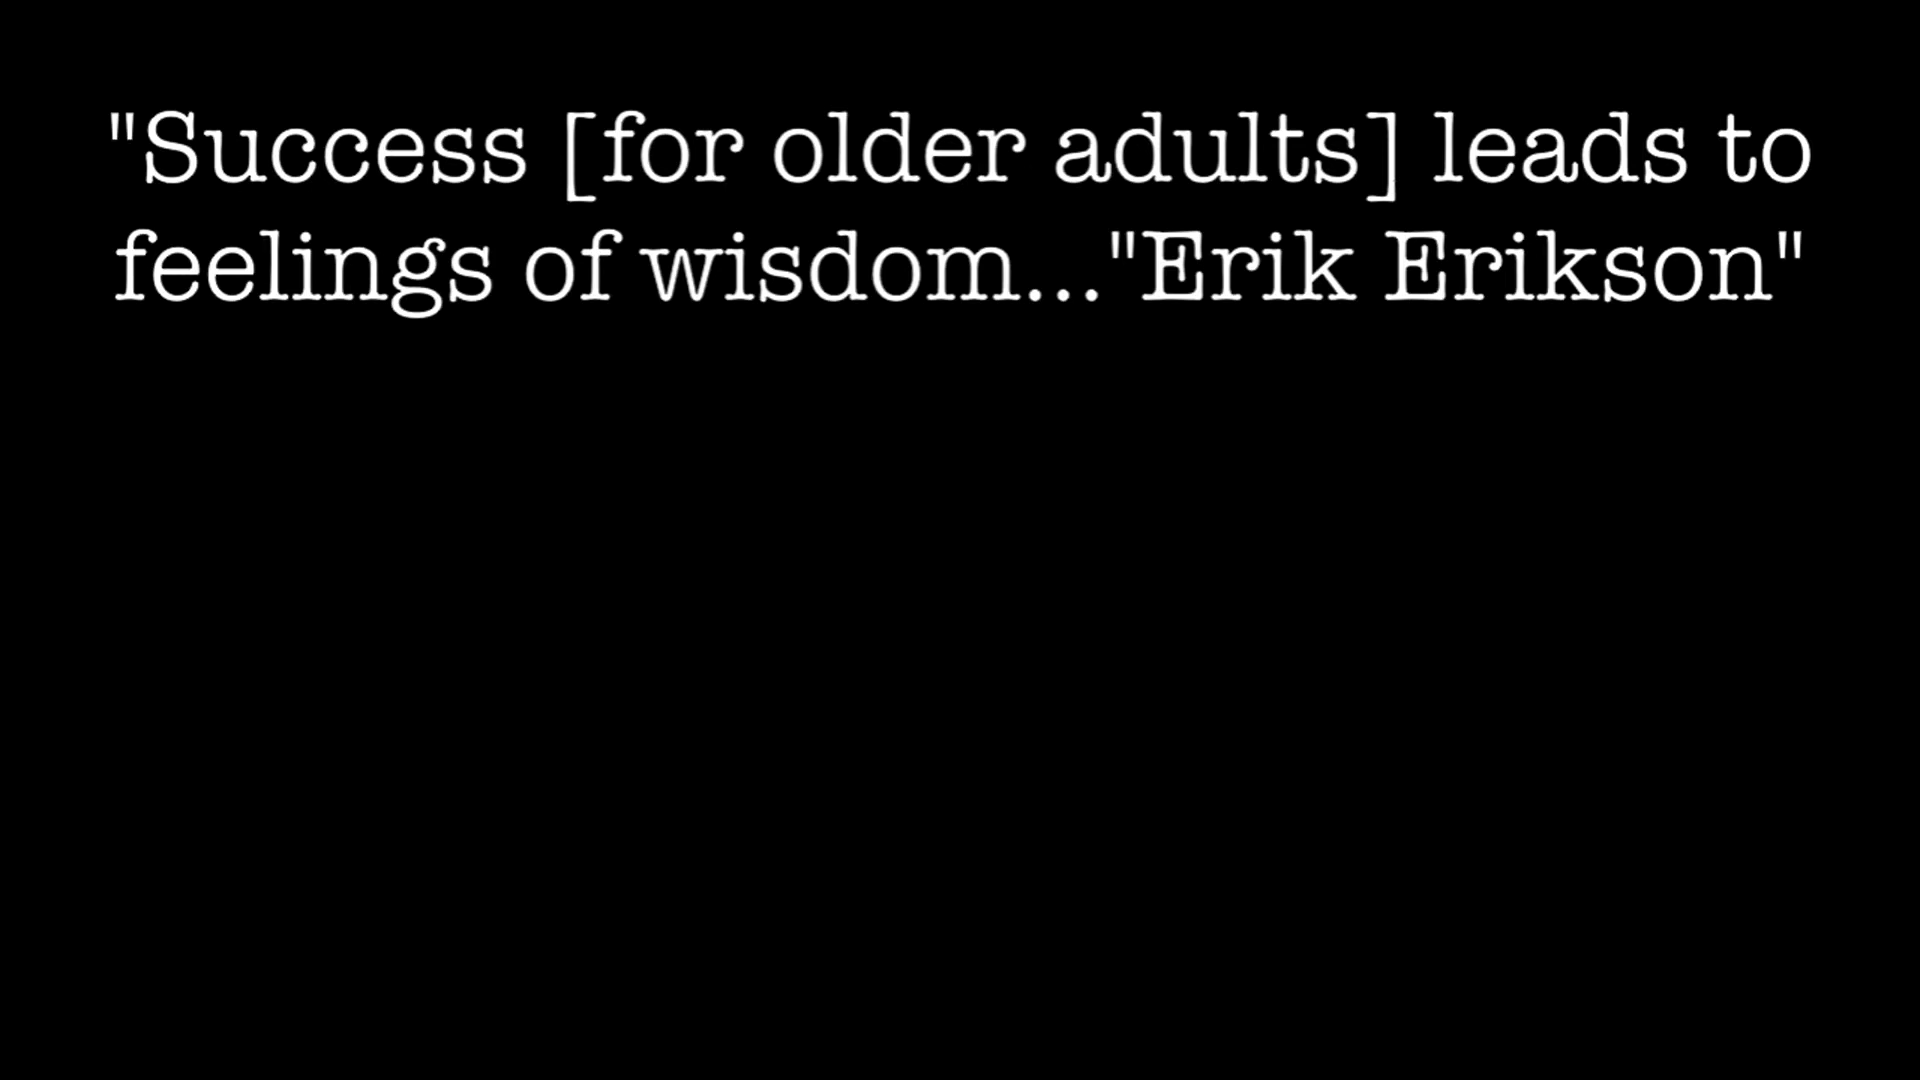 "Success [for older adults] leads to
feelings of wisdom..."Erik Erikson"